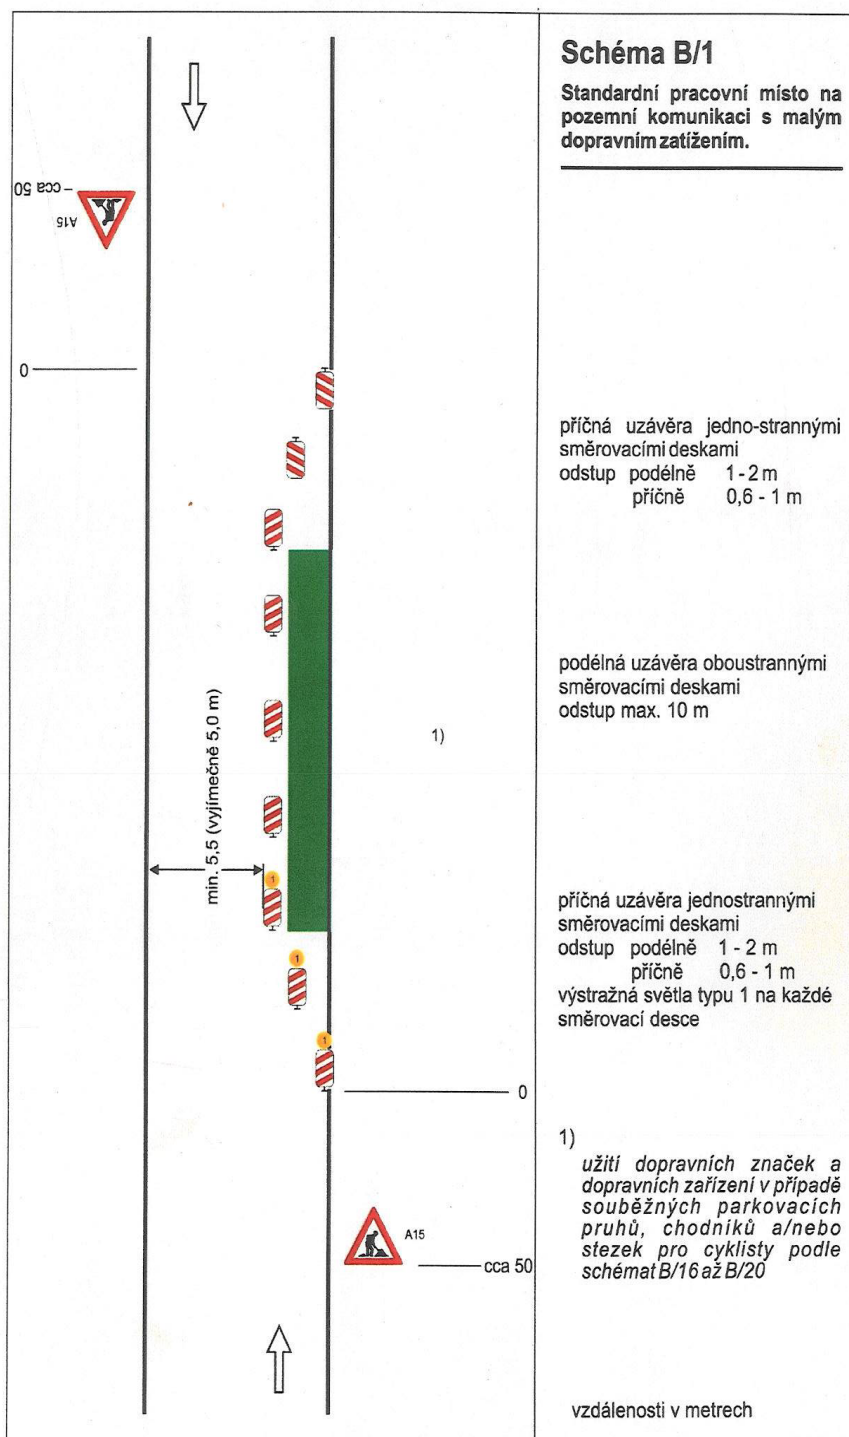 Schéma B/1
Standardní pracovní místo na
pozemní komunikaci s malým
dopravním zatížením.
cca 50
A15
0
příčná uzávěra jedno-strannými
směrovacími deskami
odstup podélně 1 - 2 m
příčně 0,6 - 1 m
podélná uzávěra oboustrannými
směrovacími deskami
odstup max. 10 m
min. 5,5 (vyjímečně 5,0 m)
1)
1
1
1
příčná uzávěra jednostrannými
směrovacími deskami
odstup podélně 1 - 2 m
příčně 0,6 - 1 m
výstražná světla typu 1 na každé
směrovací desce
0
1)
užití dopravních značek a
dopravních zařízení v případě
souběžných parkovacích
pruhů, chodníků a/nebo
stezek pro cyklisty podle
schémat B/16 až B/20
A15
cca 50
vzdálenosti v metrech